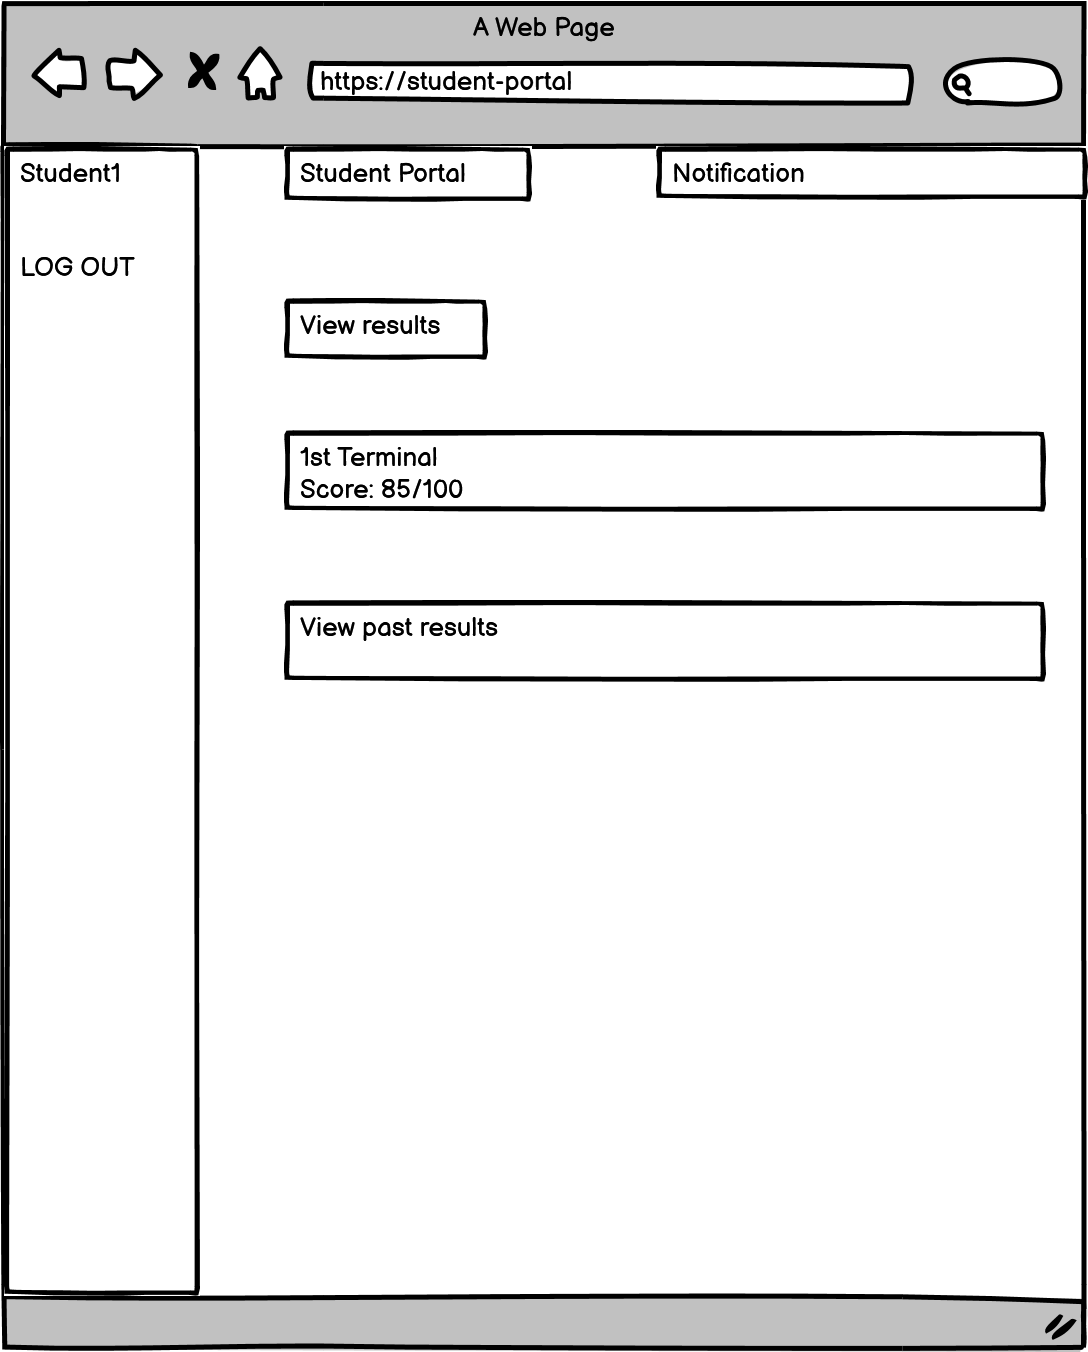 A Web Page
https://student-portal
Student1
Student Portal
Notification
LOG OUT
View results
1st Terminal
Score: 85/100
View past results